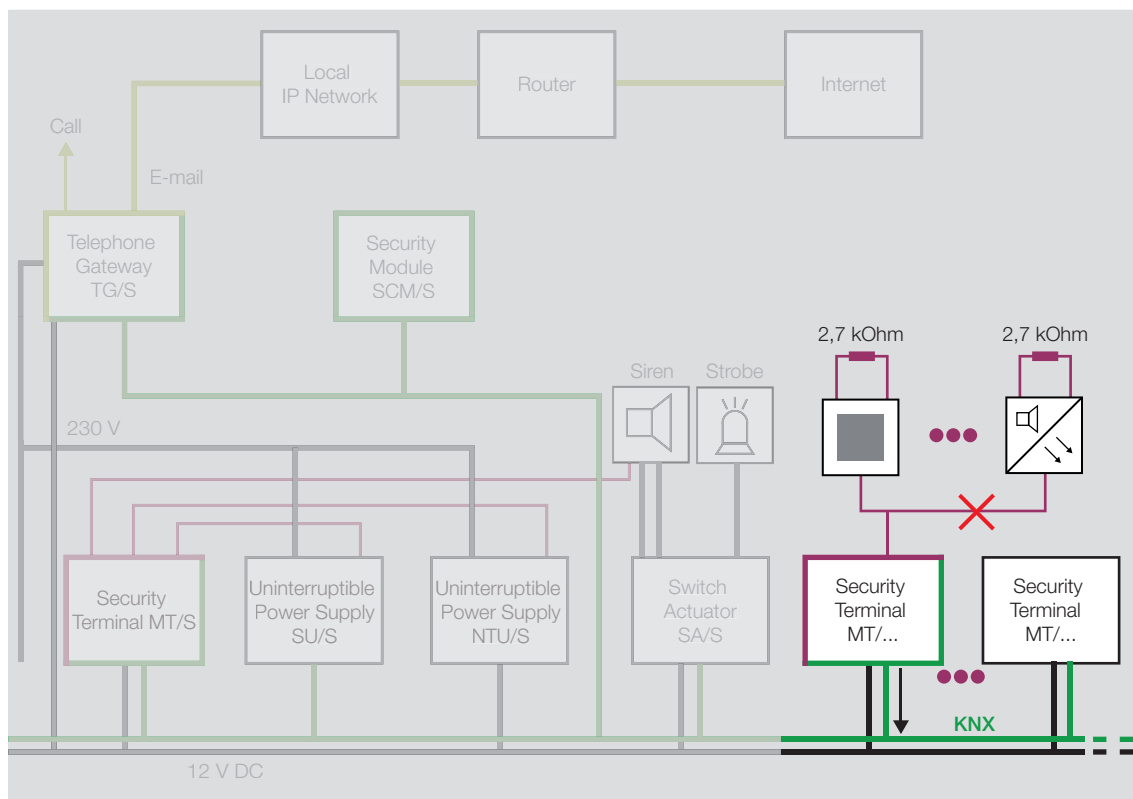 Local
IP Network
Router
Internet
Call
E-mail
Telephone
Gateway
TG/S
Security
Module
SCM/S
2,7 kOhm
2,7 kOhm
Siren
Strobe
230 V
Security
Terminal MT/S
Uninterruptible
Power Supply
SU/S
Uninterruptible
Power Supply
NTU/S
Switch
Actuator
SA/S
Security
Terminal
MT/...
Security
Terminal
MT/...
KNX
12 V DC